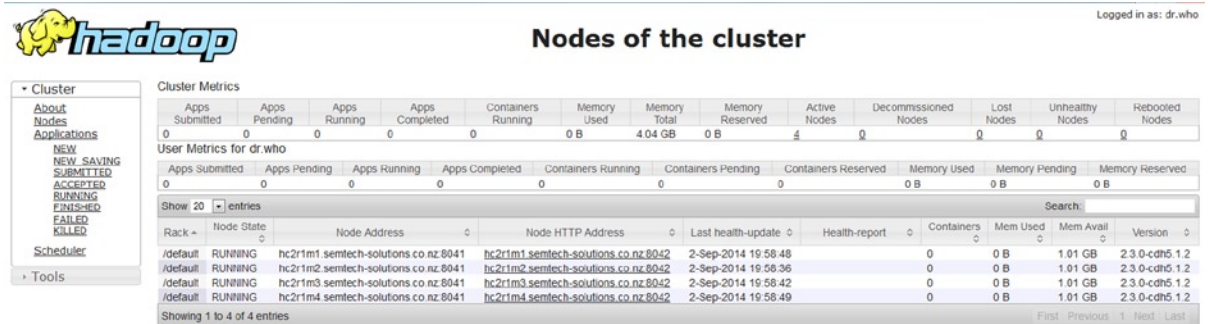 Logged in as: dr.who
hadoop
Nodes of the cluster
Cluster
About
Nodes
Applications
NEW
NEW_SAVING
SUBMITTED
ACCEPTED
RUNNING
FINISHED
FAILED
KILLED
Scheduler
Tools
Cluster Metrics
Apps Submitted Apps Pending Apps Running Apps Completed Containers Running Memory Used Memory Total Memory Reserved Active Nodes Decommissioned Nodes Lost Nodes Unhealthy Nodes Rebooted Nodes
0 0 0 0 0 0 B 4.04 GB 0 B 4 0 0 0 0
User Metrics for dr.who
Apps Submitted Apps Pending Apps Running Apps Completed Containers Running Containers Pending Containers Reserved Memory Used Memory Pending Memory Reserved
0 0 0 0 0 0 0 0 B 0 B 0 B
Show 20 entries Search:
Rack Node State Node Address Node HTTP Address Last health-update Health-report Containers Mem Used Mem Avail Version
/default RUNNING hc2r1m1.semtech-solutions.co.nz:8041 hc2r1m1.semtech-solutions.co.nz:8042 2-Sep-2014 19:58:48 0 0 B 1.01 GB 2.3.0-cdh5.1.2
/default RUNNING hc2r1m2.semtech-solutions.co.nz:8041 hc2r1m2.semtech-solutions.co.nz:8042 2-Sep-2014 19:58:36 0 0 B 1.01 GB 2.3.0-cdh5.1.2
/default RUNNING hc2r1m3.semtech-solutions.co.nz:8041 hc2r1m3.semtech-solutions.co.nz:8042 2-Sep-2014 19:58:42 0 0 B 1.01 GB 2.3.0-cdh5.1.2
/default RUNNING hc2r1m4.semtech-solutions.co.nz:8041 hc2r1m4.semtech-solutions.co.nz:8042 2-Sep-2014 19:58:49 0 0 B 1.01 GB 2.3.0-cdh5.1.2
Showing 1 to 4 of 4 entries First Previous 1 Next Last